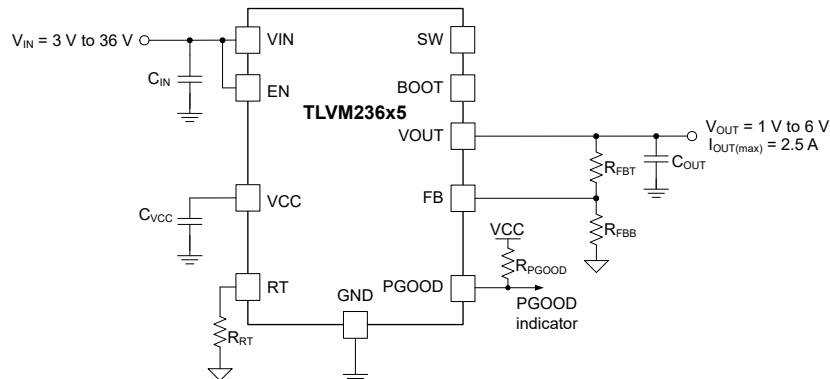 V_IN = 3 V to 36 V
C_IN
VIN
EN
SW
BOOT
TLVM236x5
VOUT
V_OUT = 1 V to 6 V
I_OUT(max) = 2.5 A
R_FBT
C_OUT
VCC
C_VCC
FB
R_FBB
VCC
R_PGOOD
RT
R_RT
GND
PGOOD
PGOOD
indicator